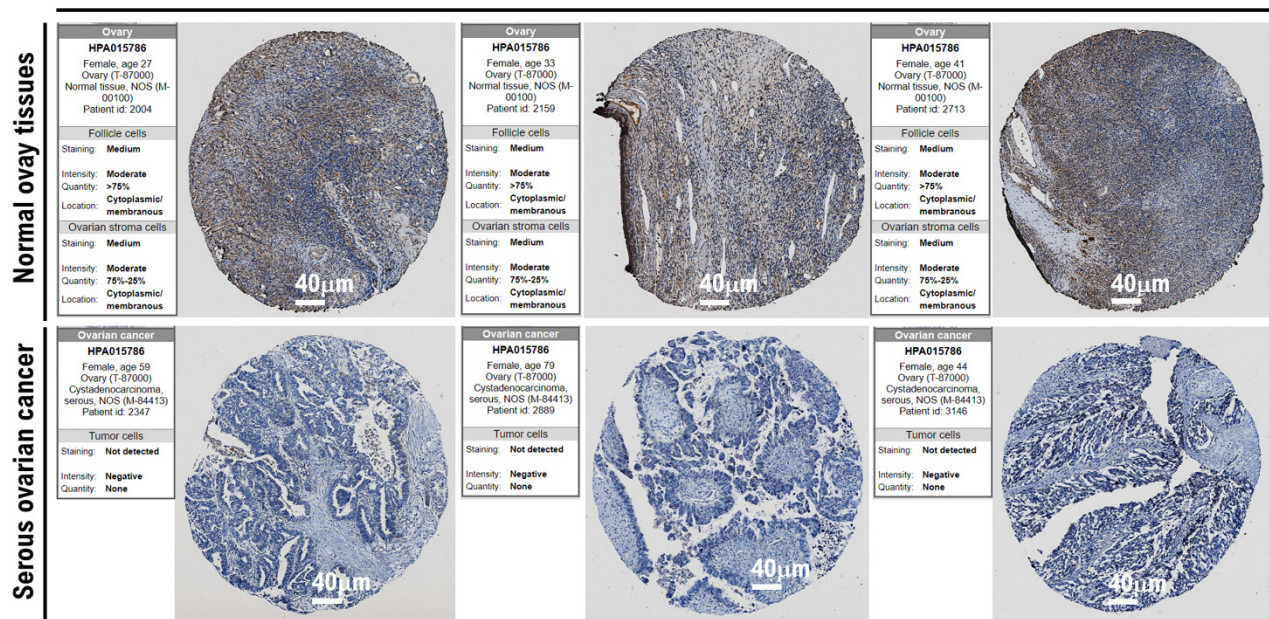 Normal ovay tissues
Ovary
HPA015786
Female, age 27
Ovary (T-87000)
Normal tissue, NOS (M-
00100)
Patient id: 2004
Follicle cells
Staining: Medium
Intensity: Moderate
Quantity: >75%
Location: Cytoplasmic/
membranous
Ovarian stroma cells
Staining: Medium
Intensity: Moderate
Quantity: 75%-25%
Location: Cytoplasmic/
membranous
40μm
Ovary
HPA015786
Female, age 33
Ovary (T-87000)
Normal tissue, NOS (M-
00100)
Patient id: 2159
Follicle cells
Staining: Medium
Intensity: Moderate
Quantity: >75%
Location: Cytoplasmic/
membranous
Ovarian stroma cells
Staining: Medium
Intensity: Moderate
Quantity: 75%-25%
Location: Cytoplasmic/
membranous
40μm
Ovary
HPA015786
Female, age 41
Ovary (T-87000)
Normal tissue, NOS (M-
00100)
Patient id: 2713
Follicle cells
Staining: Medium
Intensity: Moderate
Quantity: >75%
Location: Cytoplasmic/
membranous
Ovarian stroma cells
Staining: Medium
Intensity: Moderate
Quantity: 75%-25%
Location: Cytoplasmic/
membranous
40μm
Serous ovarian cancer
Ovarian cancer
HPA015786
Female, age 59
Ovary (T-87000)
Cystadenocarcinoma,
serous, NOS (M-84413)
Patient id: 2347
Tumor cells
Staining: Not detected
Intensity: Negative
Quantity: None
40μm
Ovarian cancer
HPA015786
Female, age 79
Ovary (T-87000)
Cystadenocarcinoma,
serous, NOS (M-84413)
Patient id: 2889
Tumor cells
Staining: Not detected
Intensity: Negative
Quantity: None
40μm
Ovarian cancer
HPA015786
Female, age 44
Ovary (T-87000)
Cystadenocarcinoma,
serous, NOS (M-84413)
Patient id: 3146
Tumor cells
Staining: Not detected
Intensity: Negative
Quantity: None
40μm